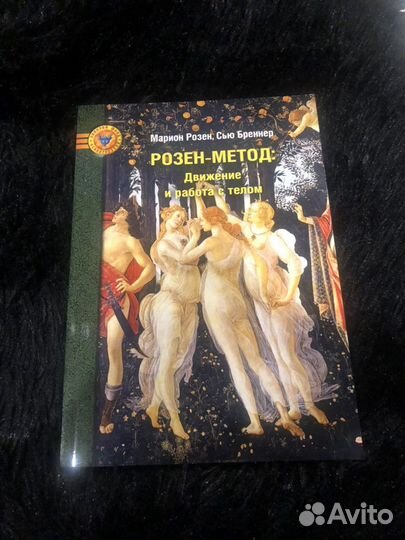 Марион Розен, Сью Бреннер
РОЗЕН-МЕТОД:
Движение
и работа с телом
Avito